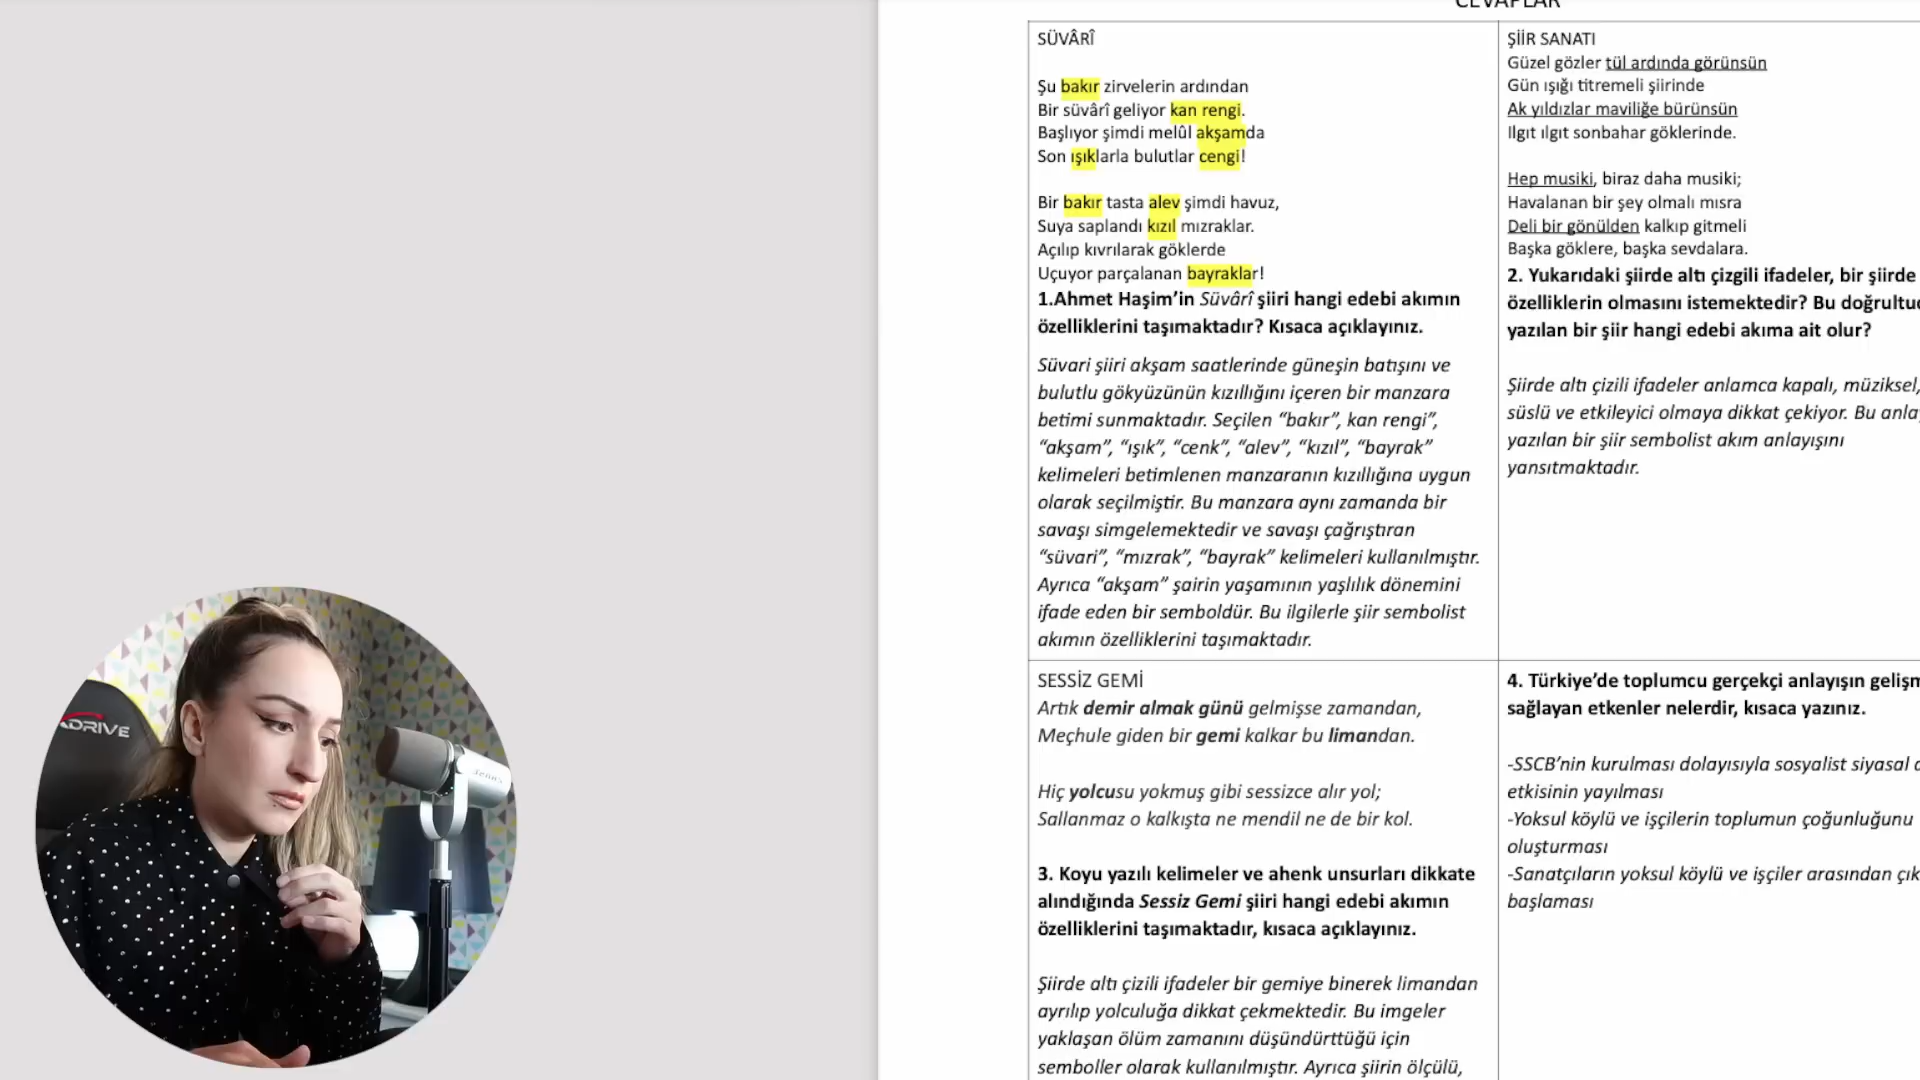 CEVAPLAR
SÜVÂRÎ
Şu bakır zirvelerin ardından
Bir süvârî geliyor kan rengi.
Başlıyor şimdi melûl akşamda
Son ışıklarla bulutlar cengi!
Bir bakır tasta alev şimdi havuz,
Suya saplandı kızıl mızraklar.
Açılıp kıvrılarak göklerde
Uçuyor parçalanan bayraklar!
1.Ahmet Haşim’in Süvârî şiiri hangi edebi akımın
özelliklerini taşımaktadır? Kısaca açıklayınız.
Süvari şiiri akşam saatlerinde güneşin batışını ve
bulutlu gökyüzünün kızıllığını içeren bir manzara
betimi sunmaktadır. Seçilen “bakır”, kan rengi”,
“akşam”, “ışık”, “cenk”, “alev”, “kızıl”, “bayrak”
kelimeleri betimlenen manzaranın kızıllığına uygun
olarak seçilmiştir. Bu manzara aynı zamanda bir
savaşı simgelemektedir ve savaşı çağrıştıran
“süvari”, “mızrak”, “bayrak” kelimeleri kullanılmıştır.
Ayrıca “akşam” şairin yaşamının yaşlılık dönemini
ifade eden bir semboldür. Bu ilgilerle şiir sembolist
akımın özelliklerini taşımaktadır.
ŞİİR SANATI
Güzel gözler tül ardında görünsün
Gün ışığı titremeli şiirinde
Ak yıldızlar maviliğe bürünsün
Ilgıt ılgıt sonbahar göklerinde.
Hep musiki, biraz daha musiki;
Havalanan bir şey olmalı mısra
Deli bir gönülden kalkıp gitmeli
Başka göklere, başka sevdalara.
2. Yukarıdaki şiirde altı çizgili ifadeler, bir şiirde
özelliklerin olmasını istemektedir? Bu
yazılan bir şiir hangi edebi akıma ait olur?
Şiirde altı çizili ifadeler anlamca kapalı, müziksel,
süslü ve etkileyici olmaya dikkat çekiyor. Bu
yazılan bir şiir sembolist akım anlayışını
yansıtmaktadır.
SESSİZ GEMİ
Artık demir almak günü gelmişse zamandan,
Meçhule giden bir gemi kalkar bu limandan.
Hiç yolcusu yokmuş gibi sessizce alır yol;
Sallanmaz o kalkışta ne mendil ne de bir kol.
3. Koyu yazılı kelimeler ve ahenk unsurları dikkate
alındığında Sessiz Gemi şiiri hangi edebi akımın
özelliklerini taşımaktadır, kısaca açıklayınız.
Şiirde altı çizili ifadeler bir gemiye binerek limandan
ayrılıp yolculuğa dikkat çekmektedir. Bu imgeler
yaklaşan ölüm zamanını düşündürttüğü için
semboller olarak kullanılmıştır. Ayrıca şiirin ölçülü,
4. Türkiye’de toplumcu gerçekçi anlayışın
sağlayan etkenler nelerdir, kısaca yazınız.
-SSCB’nin kurulması dolayısıyla sosyalist siyasal
etkisinin yayılması
-Yoksul köylü ve işçilerin toplumun çoğunluğunu
oluşturması
-Sanatçıların yoksul köylü ve işçiler arasından
başlaması